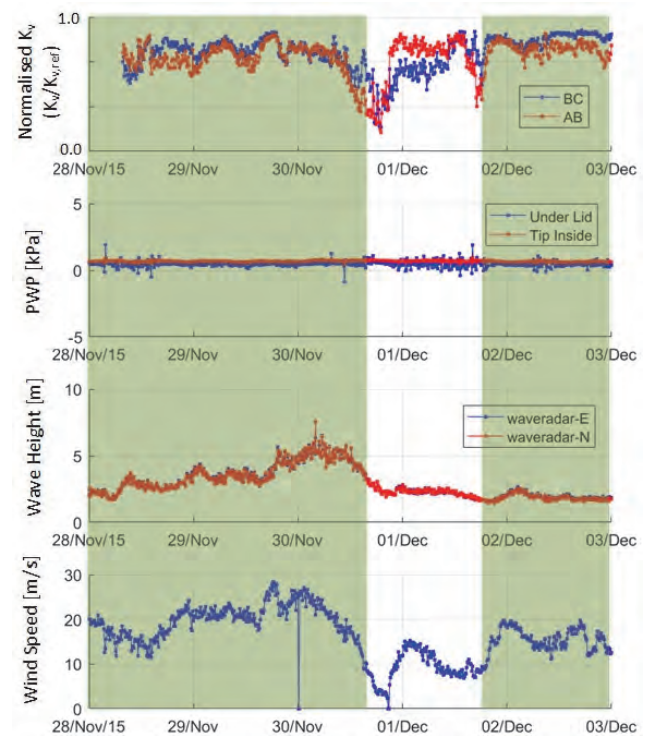 Normalised Kv
(Kv/Kv,ref)
1.0
0.0
BC
AB
28/Nov/15 29/Nov 30/Nov 01/Dec 02/Dec 03/Dec
PWP [kPa]
5
0
-5
Under Lid
Tip Inside
28/Nov/15 29/Nov 30/Nov 01/Dec 02/Dec 03/Dec
Wave Height [m]
10
5
0
waveradar-E
waveradar-N
28/Nov/15 29/Nov 30/Nov 01/Dec 02/Dec 03/Dec
Wind Speed [m/s]
30
20
10
0
28/Nov/15 29/Nov 30/Nov 01/Dec 02/Dec 03/Dec